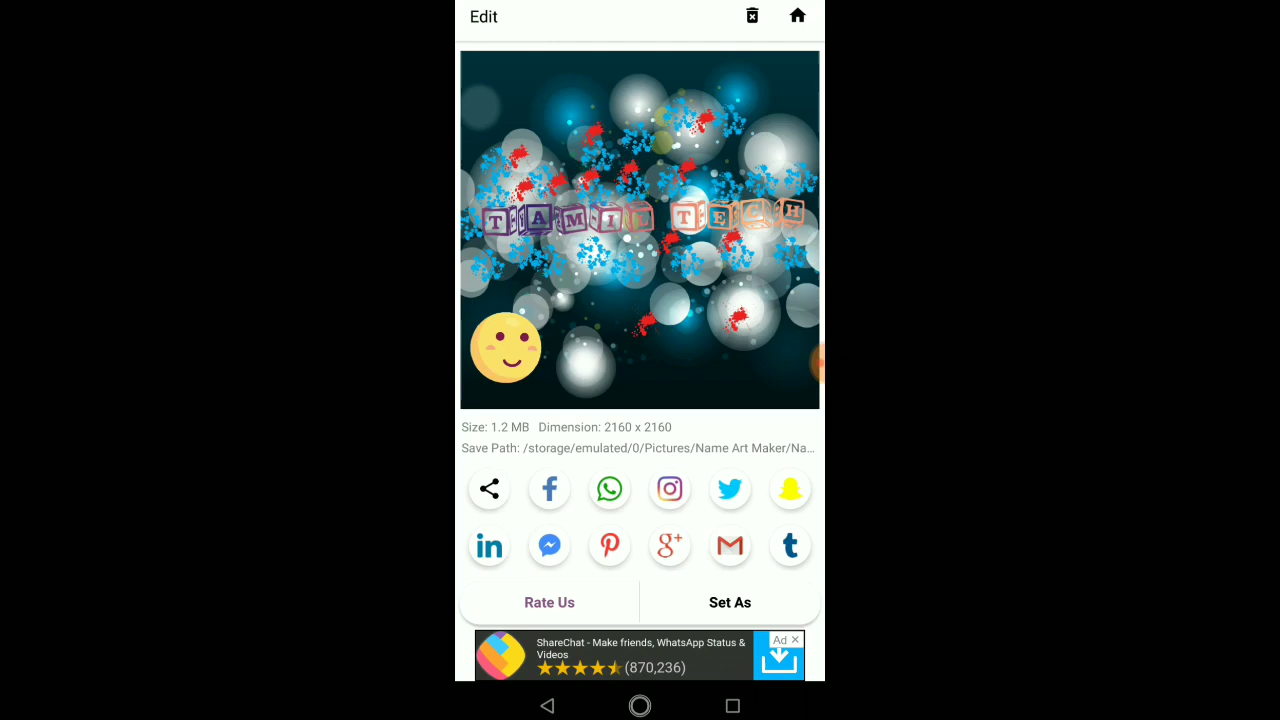 Edit
TAMIL TECH
Size: 1.2 MB Dimension: 2160 x 2160
Save Path: /storage/emulated/0/Pictures/Name Art Maker/Na...
in
g+
t
Rate Us Set As
ShareChat - Make friends, WhatsApp Status &
Videos
(870,236)
Ad